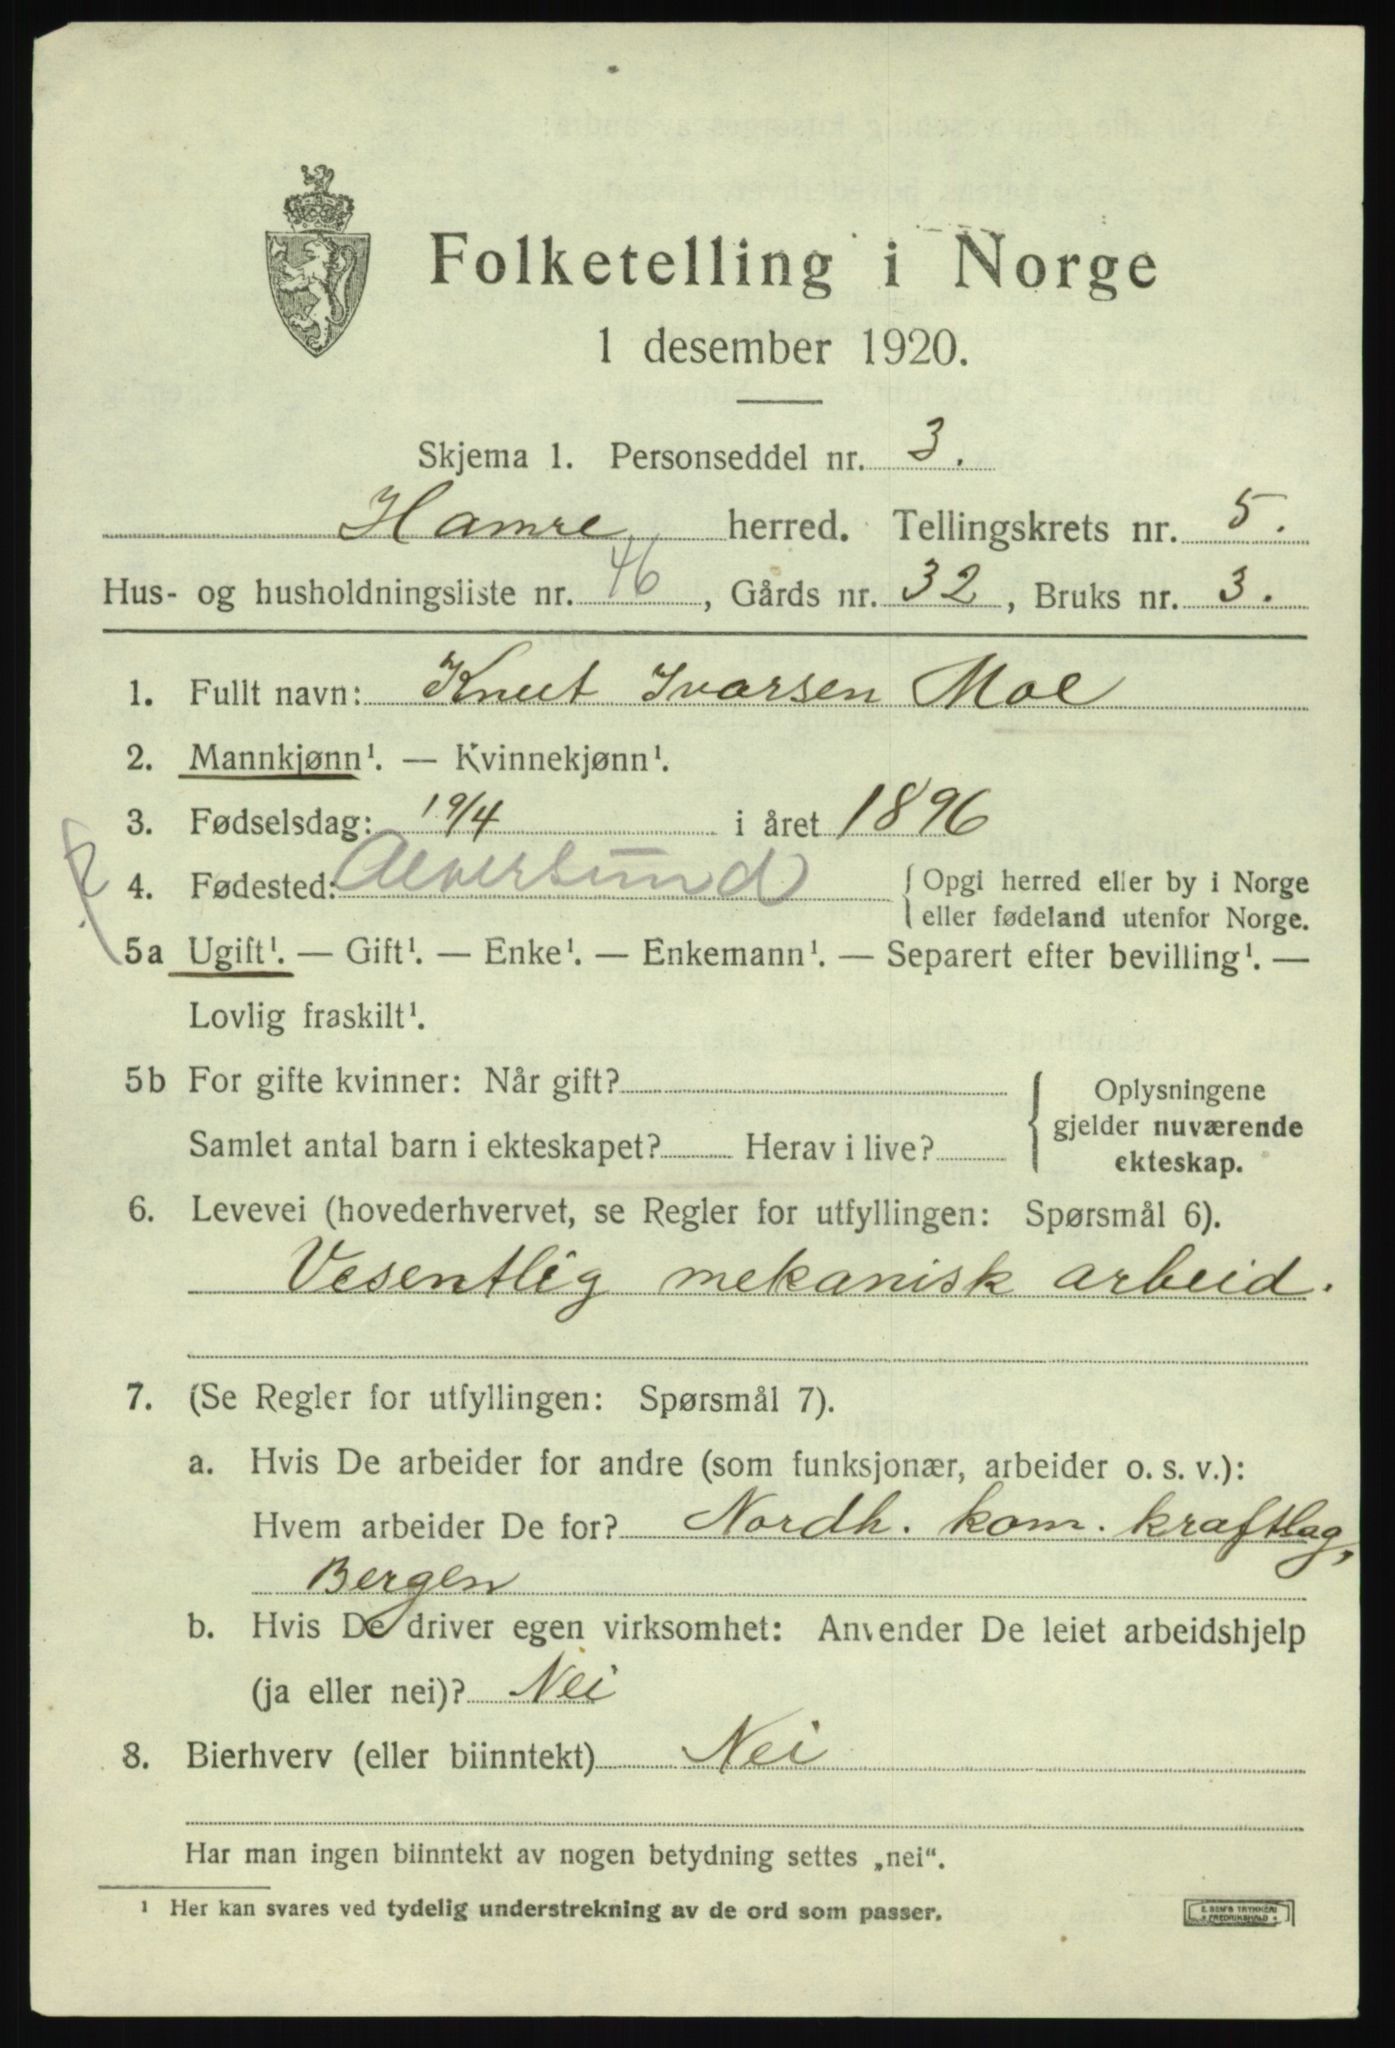 Folketelling i Norge
1 desember 1920.
Skjema 1. Personseddel nr. 3.
Hamre herred. Tellingskrets nr. 5.
Hus- og husholdningsliste nr. 46, Gårds nr. 32, Bruks nr. 3.
1. Fullt navn: Knut Ivarsen Moe
2. Mannkjønn¹. — Kvinnekjønn¹.
3. Fødselsdag: 19/4 i året 1896
4. Fødested: Alversund { Opgi herred eller by i Norge
eller fødeland utenfor Norge.
5a Ugift¹. — Gift¹. — Enke¹. — Enkemann¹. — Separert efter bevilling¹. —
Lovlig fraskilt¹.
5b For gifte kvinner: Når gift?
Samlet antal barn i ekteskapet? Herav i live?
{ Oplysningene
gjelder nuværende
ekteskap.
6. Levevei (hovederhvervet, se Regler for utfyllingen: Spørsmål 6).
Vesentlig mekanisk arbeid.
7. (Se Regler for utfyllingen: Spørsmål 7).
a. Hvis De arbeider for andre (som funksjonær, arbeider o. s. v.):
Hvem arbeider De for? Nordh. kom. kraftlag,
Bergen
b. Hvis De driver egen virksomhet: Anvender De leiet arbeidshjelp
(ja eller nei)? Nei
8. Bierhverv (eller biinntekt) Nei
Har man ingen biinntekt av nogen betydning settes „nei“.
¹ Her kan svares ved tydelig understrekning av de ord som passer.
E. SEM'S TRYKKERI
FREDRIKSHALD